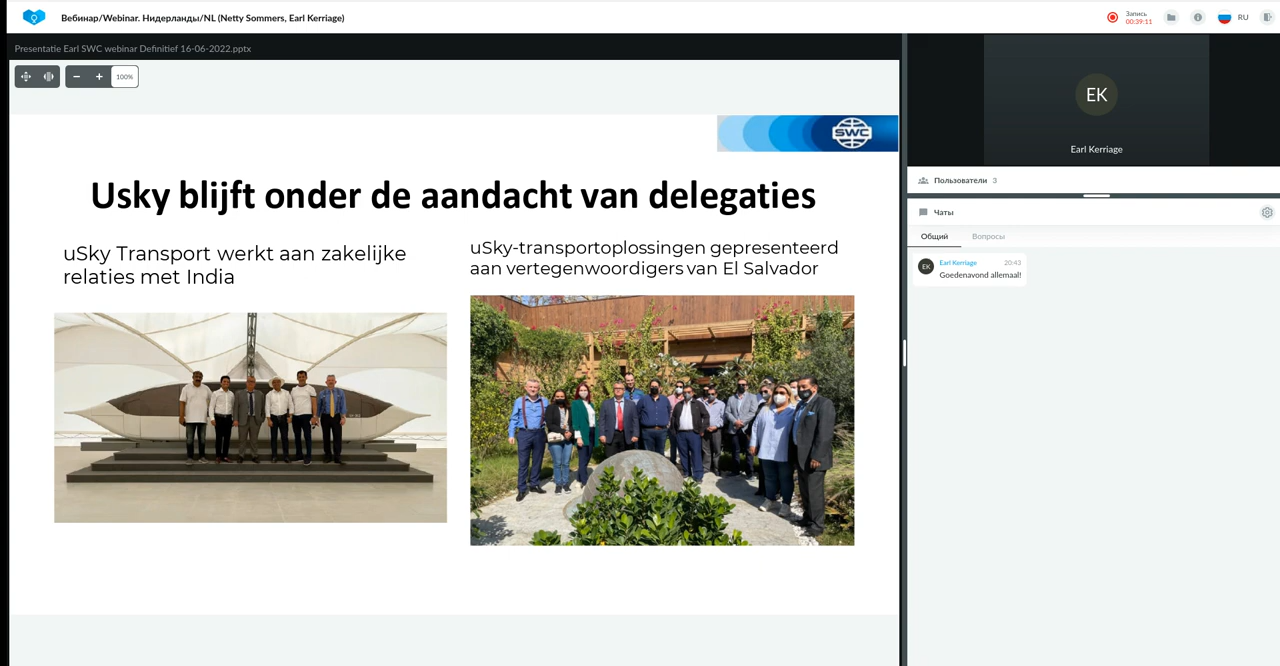 Вебинар/Webinar. Нидерланды/NL (Netty Sommers, Earl Kerriage)
Запись
00:39:11
RU
Presentatie Earl SWC webinar Definitief 16-06-2022.pptx
100%
SWC
Usky blijft onder de aandacht van delegaties
uSky Transport werkt aan zakelijke
relaties met India
uSky-transportoplossingen gepresenteerd
aan vertegenwoordigers van El Salvador
EK
Earl Kerriage
Пользователи 3
Чаты
Общий
Вопросы
EK
Earl Kerriage 20:43
Goedenavond allemaal!